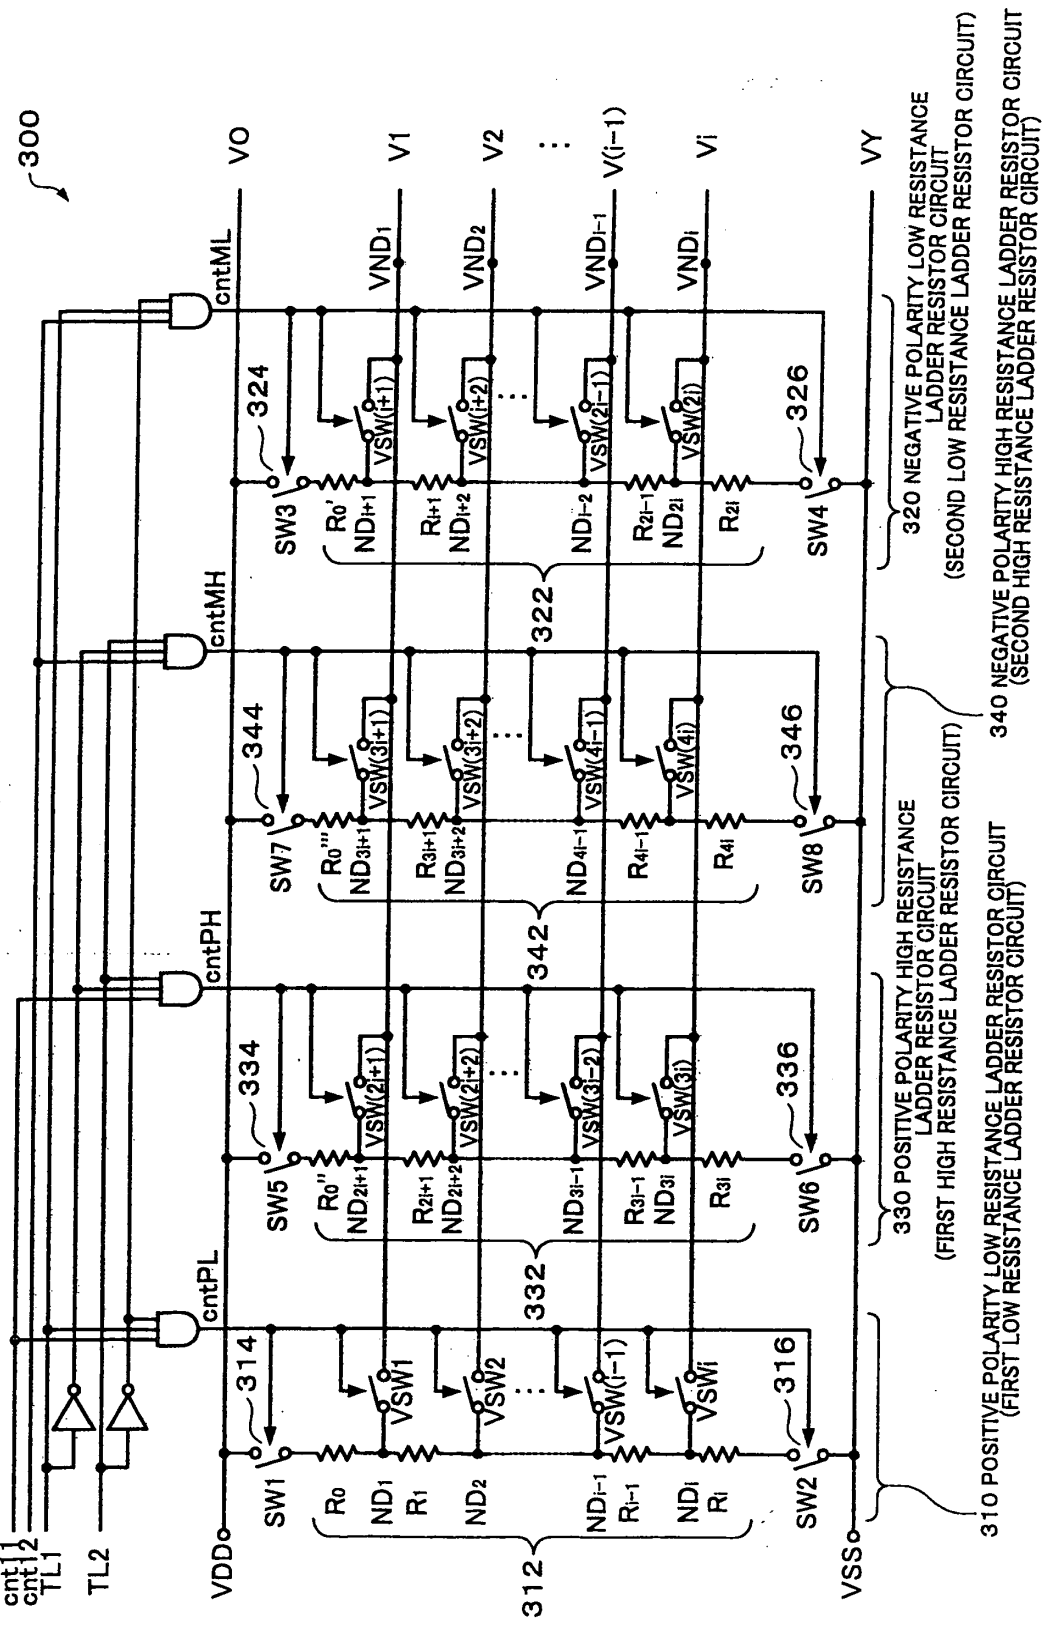 300
cnt11
cnt12
TL1
TL2
cntPL
cntPH
cntMH
cntML
VDD
V0
314
334
344
324
SW1
SW5
SW7
SW3
R0
R0''
R0'''
R0'
ND1
ND2i+1
ND3i+1
NDi+1
VSW1
VSW(2i+1)
VSW(3i+1)
VSW(i+1)
VND1
V1
R1
R2i+1
R3i+1
Ri+1
ND2
ND2i+2
ND3i+2
NDi+2
VSW2
VSW(2i+2)
VSW(3i+2)
VSW(i+2)
VND2
V2
...
...
...
...
...
312
332
342
322
NDi-1
ND3i-1
ND4i-1
NDi-2
VSW(i-1)
VSW(3i-2)
VSW(4i-1)
VSW(2i-1)
VNDi-1
V(i-1)
Ri-1
R3i-1
R4i-1
R2i-1
NDi
ND3i
ND2i
VSWi
VSW(3i)
VSW(4i)
VSW(2i)
VNDi
Vi
Ri
R3i
R4i
R2i
316
336
346
326
SW2
SW6
SW8
SW4
VSS
VY
320 NEGATIVE POLARITY LOW RESISTANCE
LADDER RESISTOR CIRCUIT
(SECOND LOW RESISTANCE LADDER RESISTOR CIRCUIT)
330 POSITIVE POLARITY HIGH RESISTANCE
LADDER RESISTOR CIRCUIT
(FIRST HIGH RESISTANCE LADDER RESISTOR CIRCUIT)
340 NEGATIVE POLARITY HIGH RESISTANCE LADDER RESISTOR CIRCUIT
(SECOND HIGH RESISTANCE LADDER RESISTOR CIRCUIT)
310 POSITIVE POLARITY LOW RESISTANCE LADDER RESISTOR CIRCUIT
(FIRST LOW RESISTANCE LADDER RESISTOR CIRCUIT)